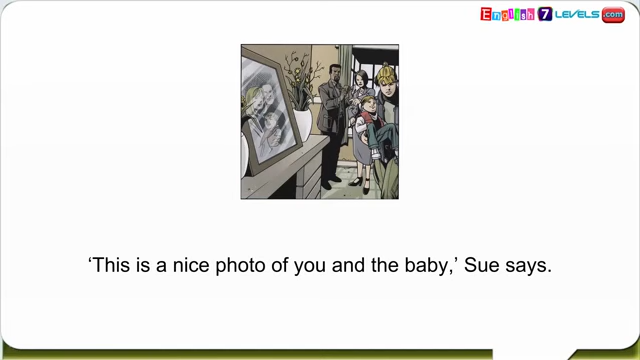 English 7 LEVELS .com
‘This is a nice photo of you and the baby,’ Sue says.